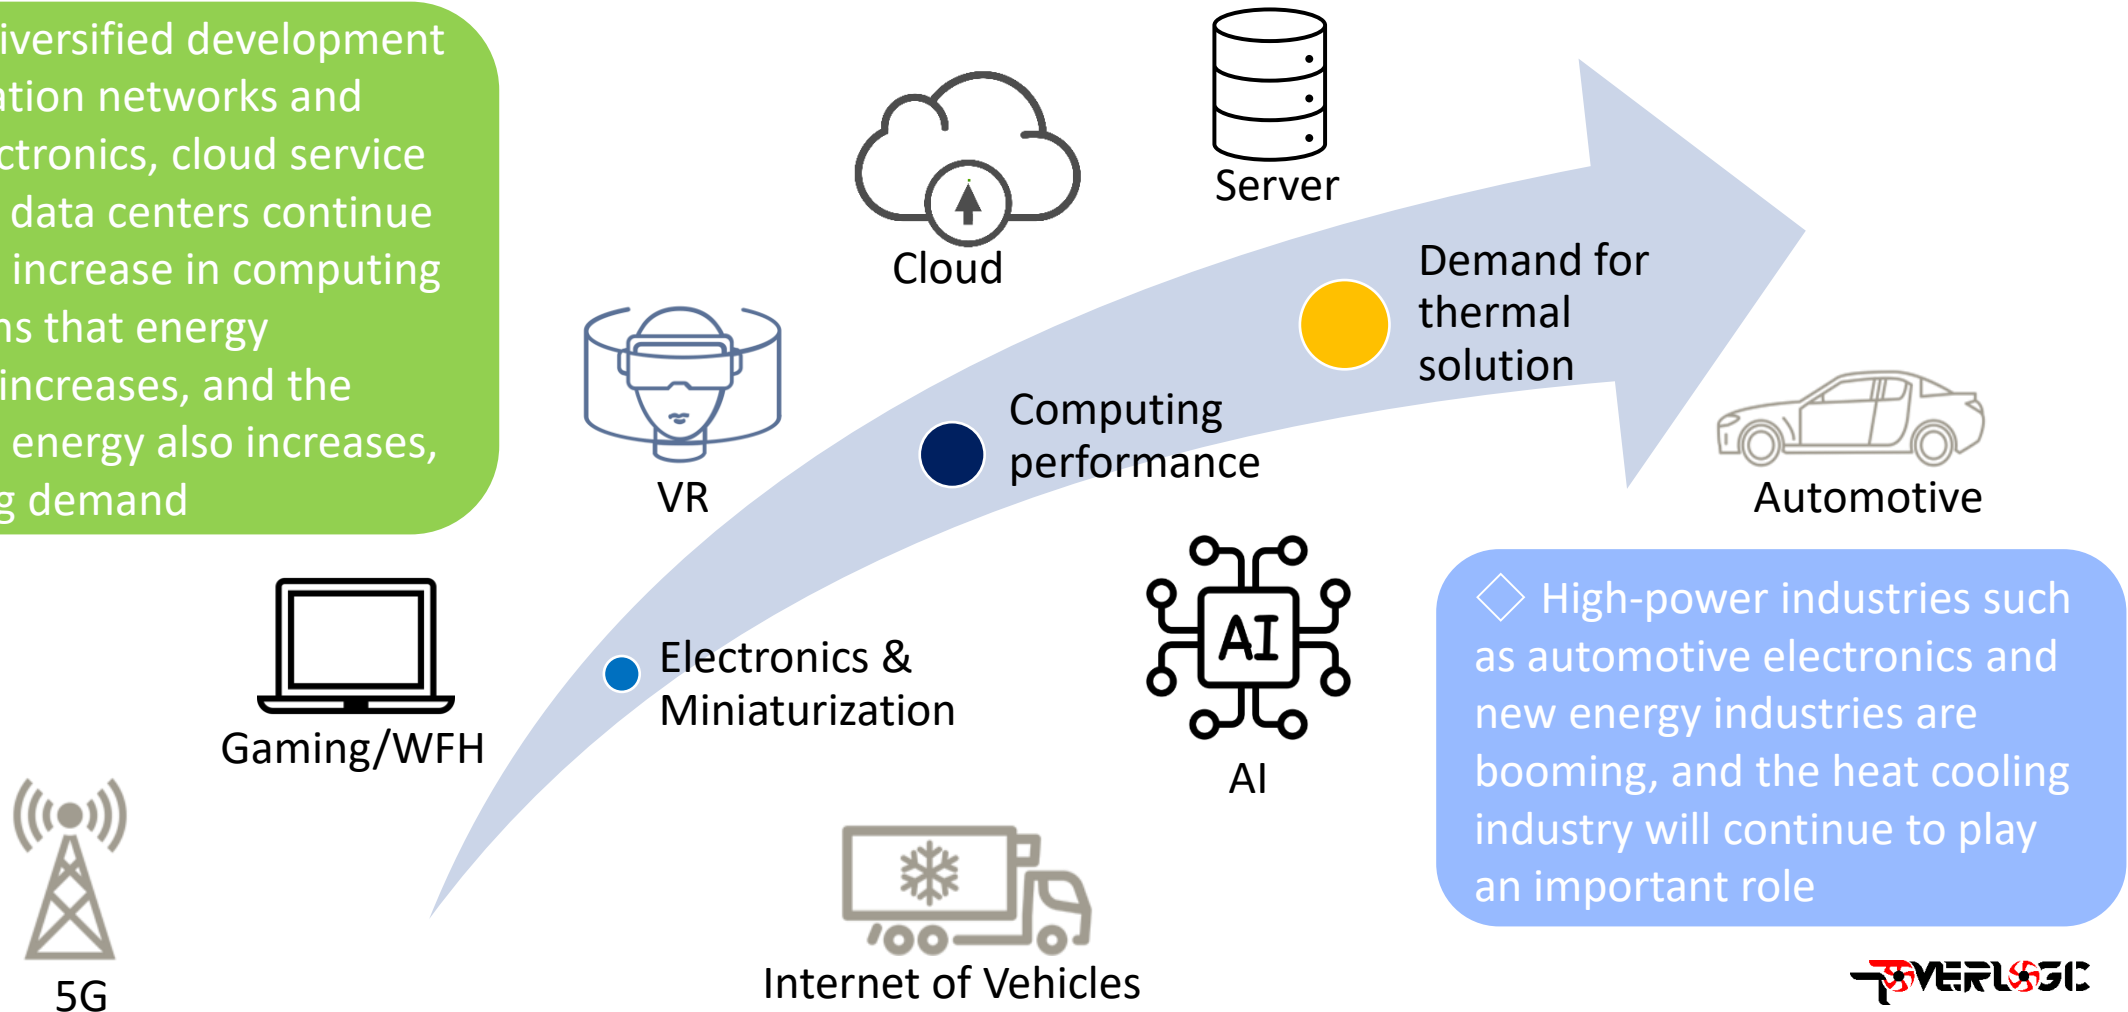 iversified development
ation networks and
ctronics, cloud service
data centers continue
increase in computing
ns that energy
increases, and the
energy also increases,
g demand
Server
Cloud
Demand for
thermal
solution
VR
Computing
performance
Automotive
Gaming/WFH
Electronics &
Miniaturization
AI
AI
◇ High-power industries such
as automotive electronics and
new energy industries are
booming, and the heat cooling
industry will continue to play
an important role
5G
Internet of Vehicles
POWERLOGIC